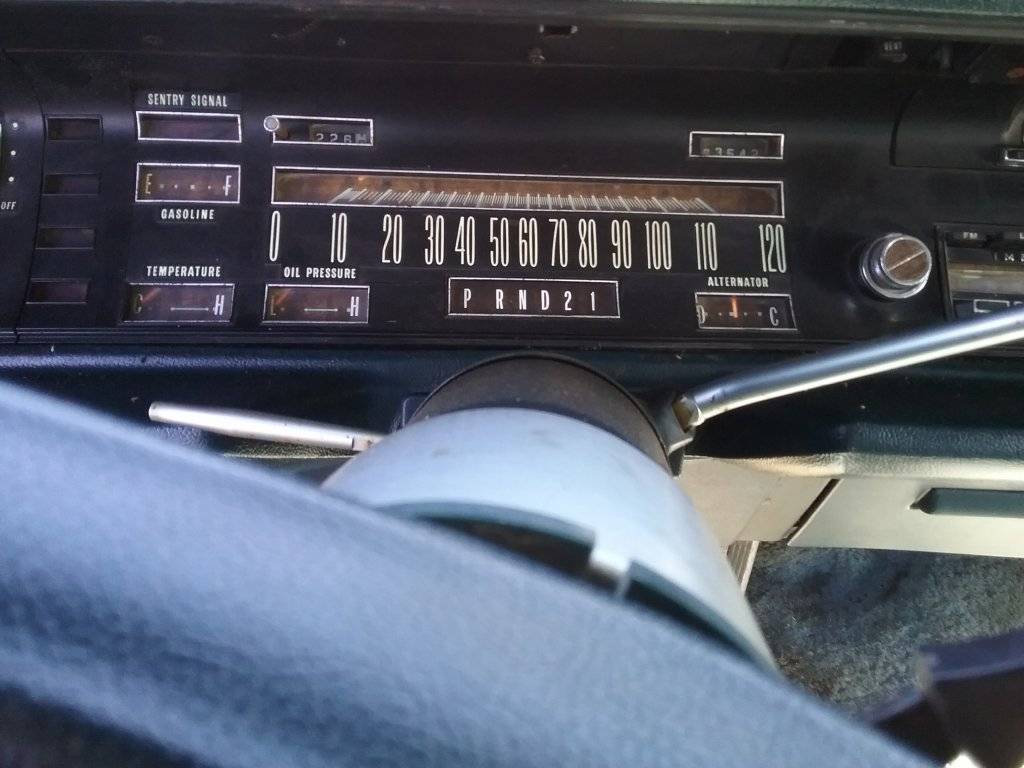 SENTRY SIGNAL
OFF
E F
GASOLINE
0 10 20 30 40 50 60 70 80 90 100 110 120
TEMPERATURE
H
OIL PRESSURE
L H
P R N D 2 1
ALTERNATOR
D C
FM